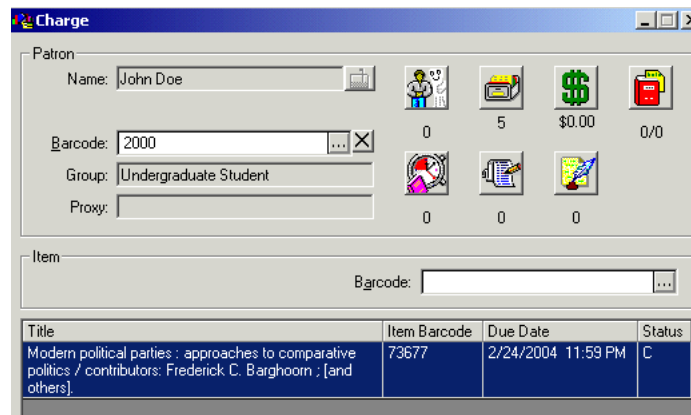 Charge
Patron
Name: John Doe
0
5
$0.00
0/0
Barcode: 2000 ...
Group: Undergraduate Student
Proxy:
0
0
0
Item
Barcode: ...
Title Item Barcode Due Date Status
Modern political parties : approaches to comparative 73677 2/24/2004 11:59 PM C
politics / contributors: Frederick C. Barghoorn ; [and
others].